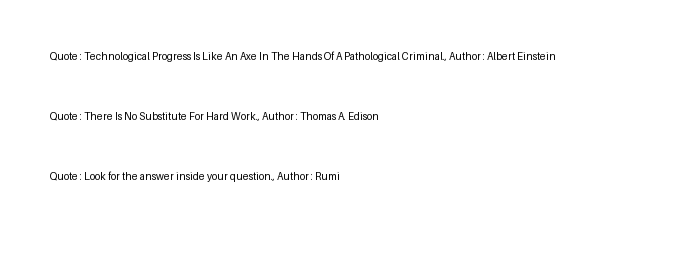 Quote : Technological Progress Is Like An Axe In The Hands Of A Pathological Criminal., Author : Albert Einstein
Quote : There Is No Substitute For Hard Work., Author : Thomas A. Edison
Quote : Look for the answer inside your question., Author : Rumi